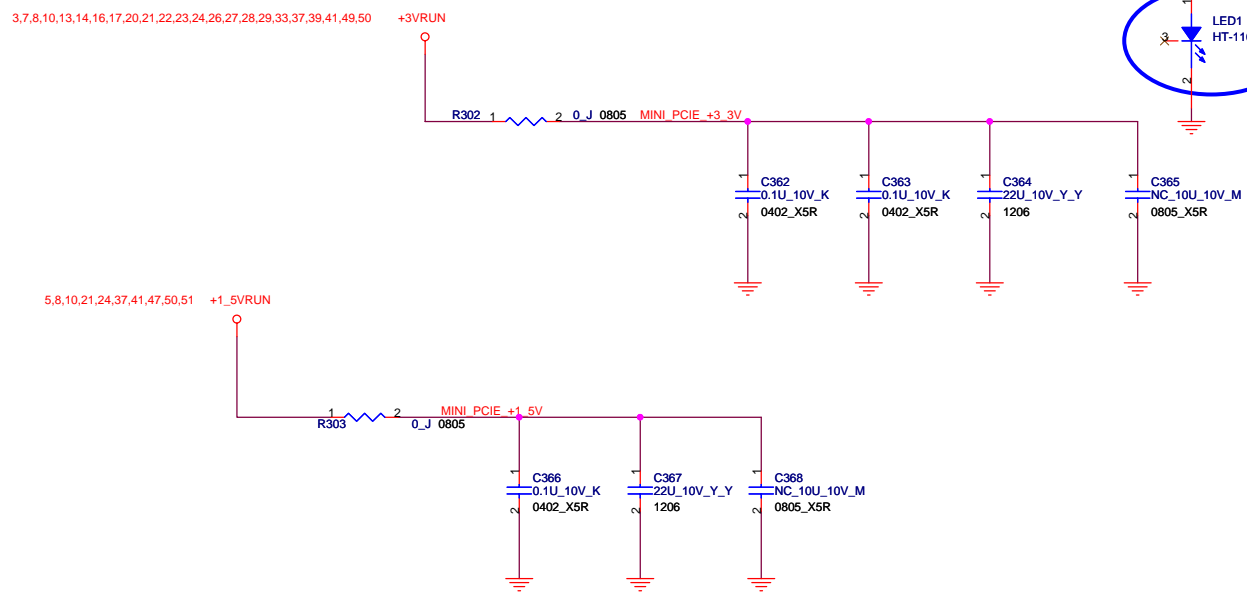 3,7,8,10,13,14,16,17,20,21,22,23,24,26,27,28,29,33,37,39,41,49,50 +3VRUN
1
LED1
3
HT-110
2
R302 1 2 0_J 0805 MINI_PCIE_+3_3V
1 C362
0.1U_10V_K
2 0402_X5R
1 C363
0.1U_10V_K
2 0402_X5R
1 C364
22U_10V_Y_Y
2 1206
1 C365
NC_10U_10V_M
2 0805_X5R
5,8,10,21,24,37,41,47,50,51 +1_5VRUN
1 2 MINI_PCIE_+1_5V
R303 0_J 0805
1 C366
0.1U_10V_K
2 0402_X5R
1 C367
22U_10V_Y_Y
2 1206
1 C368
NC_10U_10V_M
2 0805_X5R